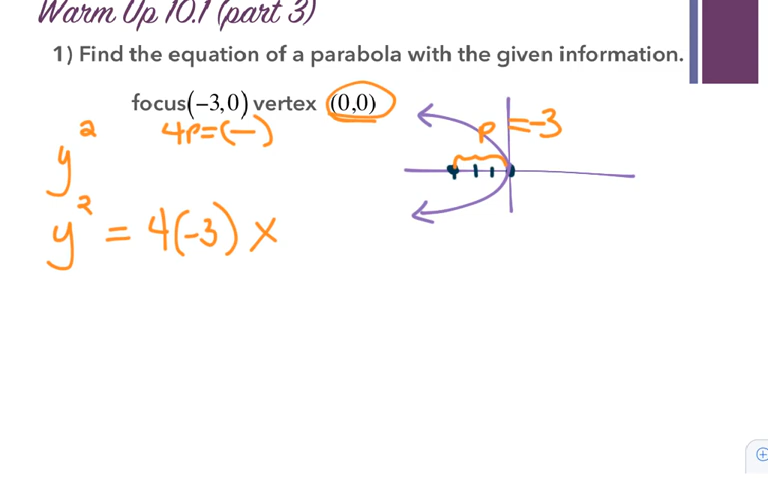 Warm Up 10.1 (part 3)
1) Find the equation of a parabola with the given information.
focus(−3,0) vertex (0,0)
4P=(−)
P=−3
y²
y² = 4(−3) x